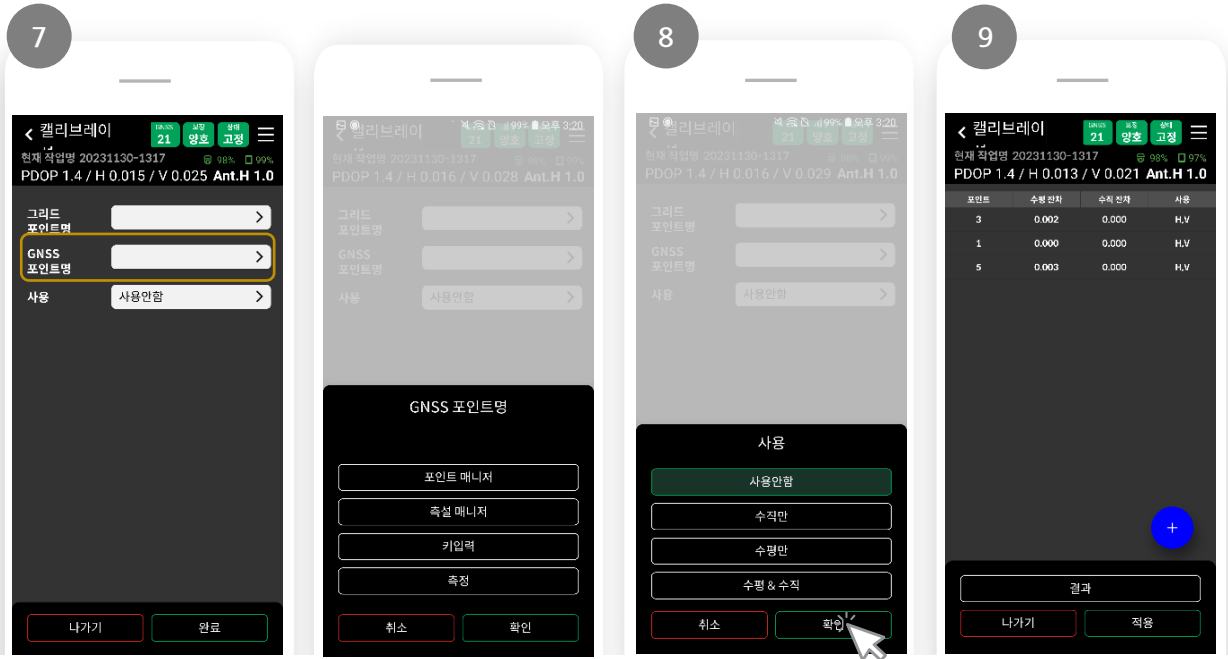 7
캘리브레이
GNSS 21
보정 양호
상태 고정
현재 작업명 20231130-1317
98% 99%
PDOP 1.4 / H 0.015 / V 0.025 Ant.H 1.0
그리드
포인트명
GNSS
포인트명
사용 사용안함
나가기 완료
99% 오후 3:20
캘리브레이
21 양호 고정
현재 작업명 20231130-1317
98% 99%
PDOP 1.4 / H 0.016 / V 0.028 Ant.H 1.0
그리드
포인트명
GNSS
포인트명
사용 사용안함
GNSS 포인트명
포인트 매니저
측설 매니저
키입력
측정
취소 확인
8
99% 오후 3:20
캘리브레이
21 양호 고정
현재 작업명 20231130-1317
98% 99%
PDOP 1.4 / H 0.016 / V 0.029 Ant.H 1.0
그리드
포인트명
GNSS
포인트명
사용 사용안함
사용
사용안함
수직만
수평만
수평 & 수직
취소 확인
9
캘리브레이
GNSS 21
보정 양호
상태 고정
현재 작업명 20231130-1317
98% 97%
PDOP 1.4 / H 0.013 / V 0.021 Ant.H 1.0
포인트 수평 잔차 수직 잔차 사용
3 0.002 0.000 H,V
1 0.000 0.000 H,V
5 0.003 0.000 H,V
+
결과
나가기 적용